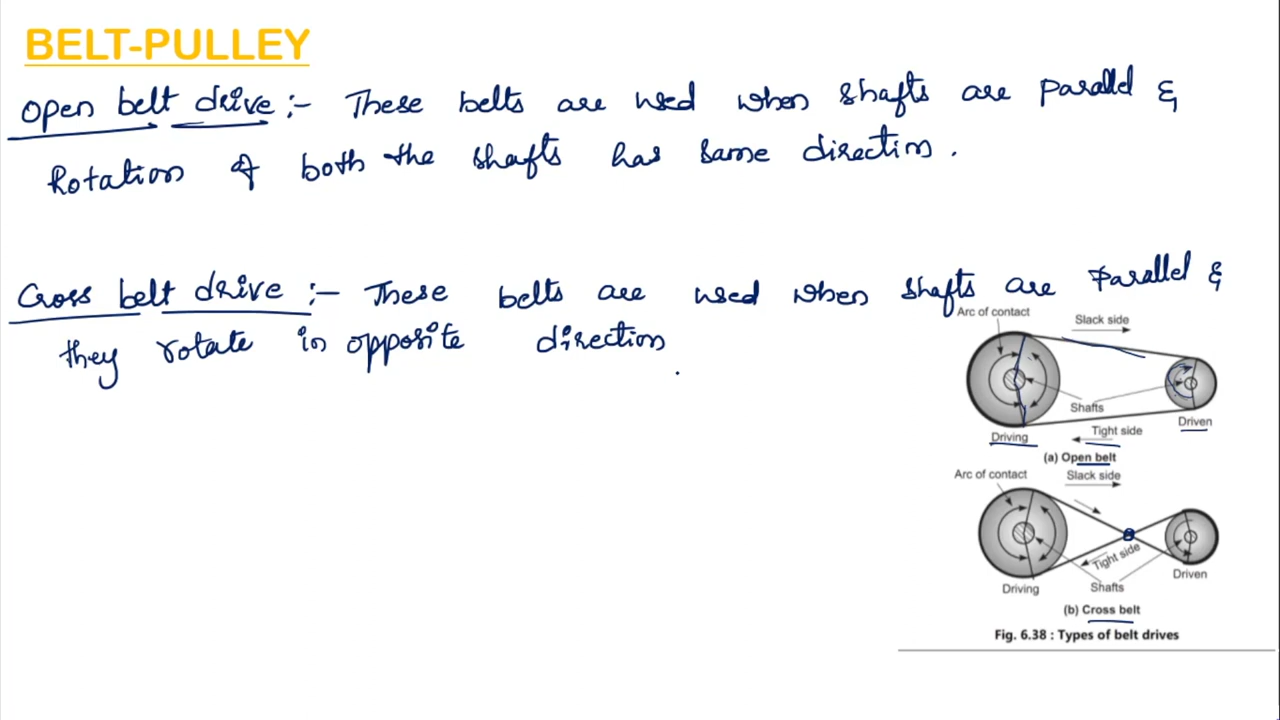 BELT-PULLEY
Open belt drive :- These belts are used when shafts are parallel &
Rotation of both the shafts has same direction.
Cross belt drive :- These belts are used when shafts are parallel &
they rotate in opposite direction
Arc of contact
Slack side
Shafts
Driving
Tight side
Driven
(a) Open belt
Arc of contact
Slack side
Tight side
Driving
Shafts
Driven
(b) Cross belt
Fig. 6.38 : Types of belt drives